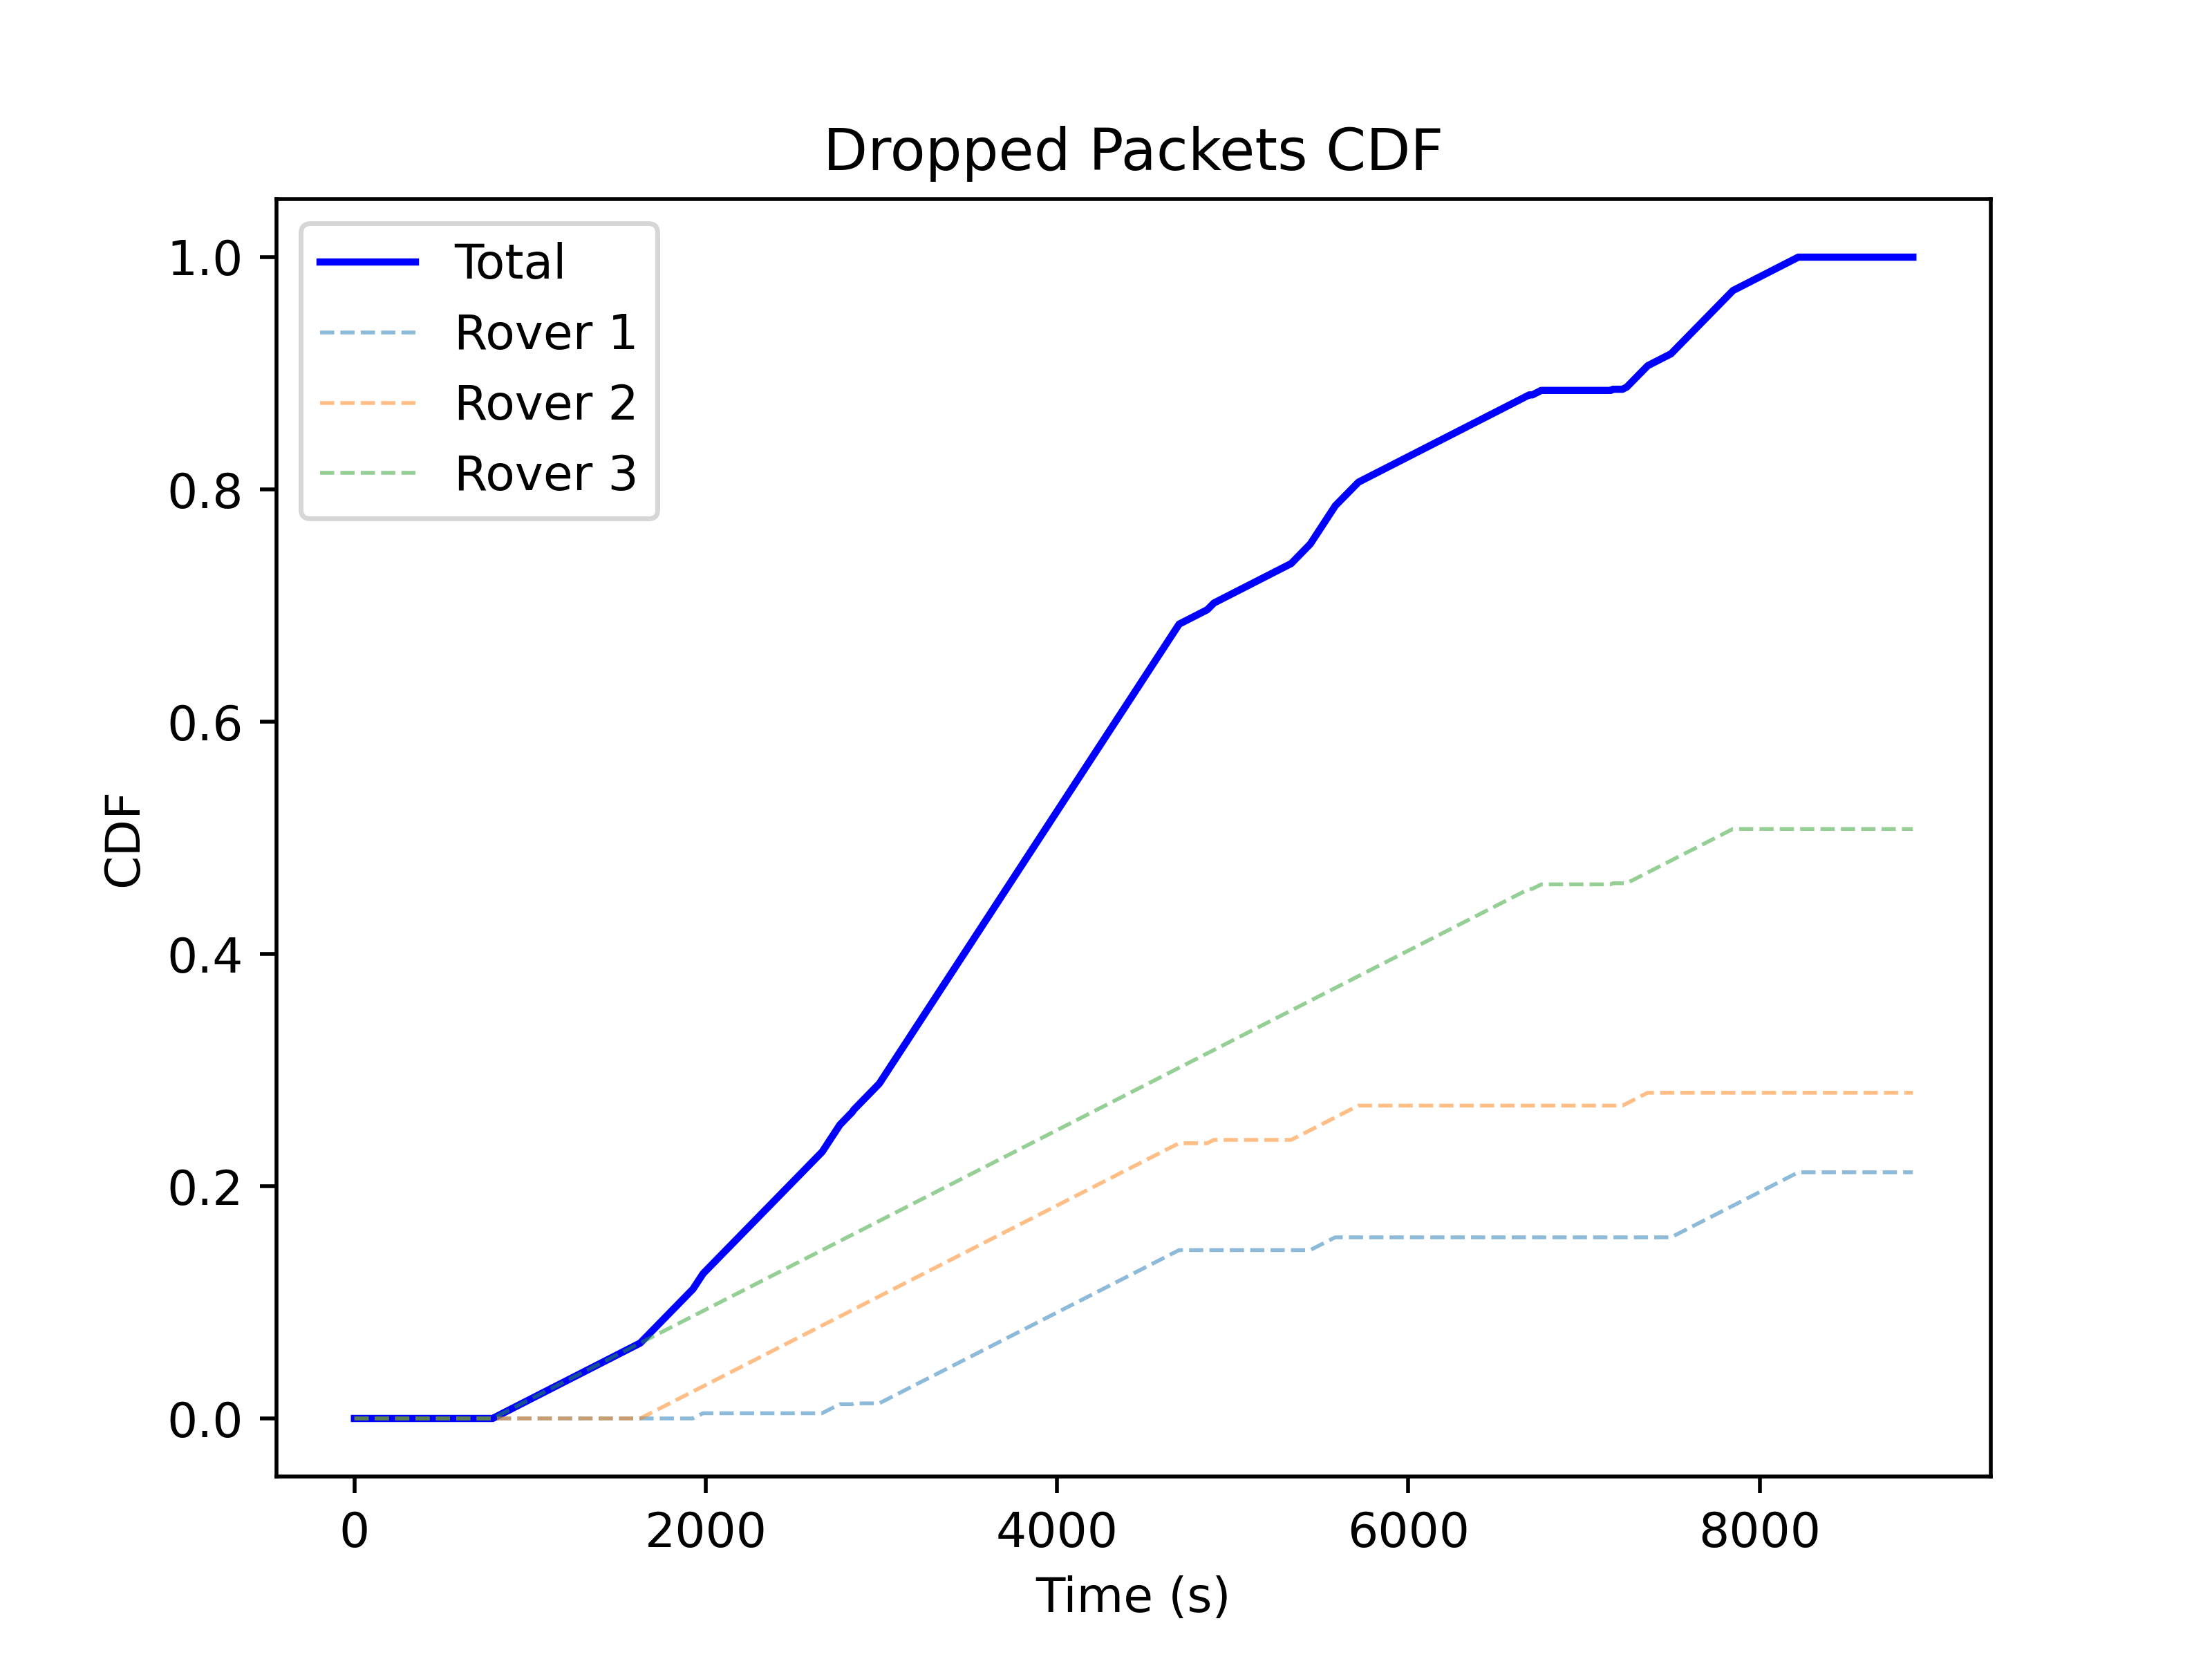 Dropped Packets CDF
Total
Rover 1
Rover 2
Rover 3
1.0
0.8
0.6
0.4
0.2
0.0
CDF
0 2000 4000 6000 8000
Time (s)